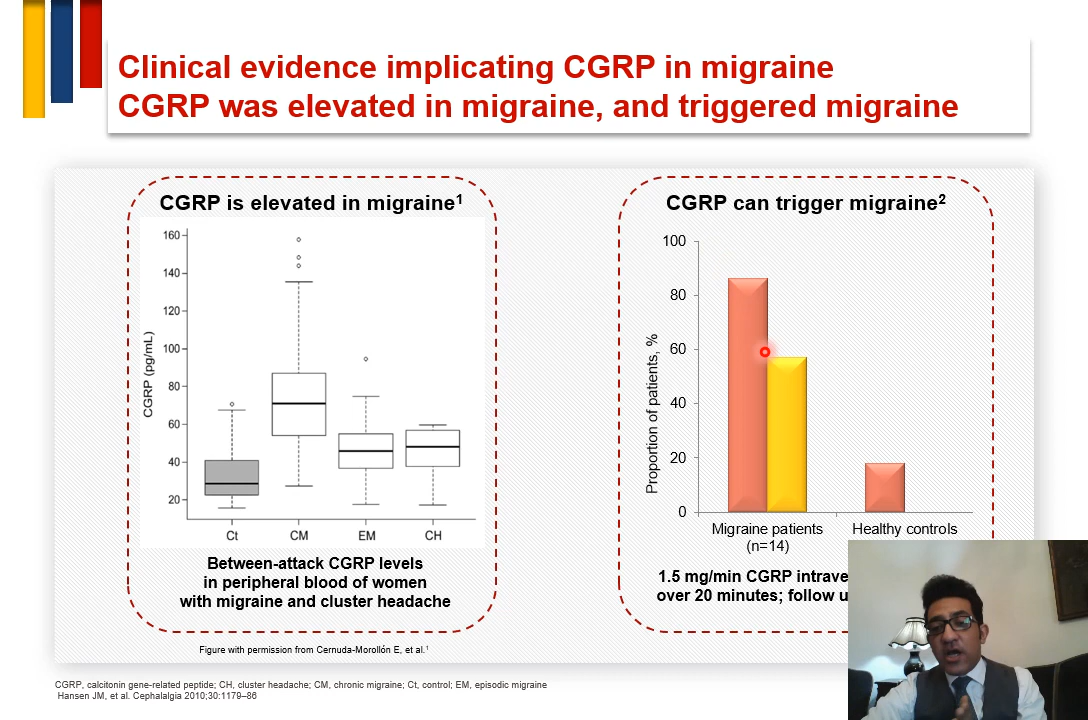 Clinical evidence implicating CGRP in migraine
CGRP was elevated in migraine, and triggered migraine
CGRP is elevated in migraine¹
160
140
120
100
80
60
40
20
CGRP (pg/mL)
Ct CM EM CH
Between-attack CGRP levels
in peripheral blood of women
with migraine and cluster headache
Figure with permission from Cernuda-Morollón E, et al.¹
CGRP can trigger migraine²
100
80
60
40
20
0
Proportion of patients, %
Migraine patients Healthy controls
(n=14)
1.5 mg/min CGRP
over 20 minutes; follow
CGRP, calcitonin gene-related peptide; CH, cluster headache; CM, chronic migraine; Ct, control; EM, episodic migraine
Hansen JM, et al. Cephalalgia 2010;30:1179–86